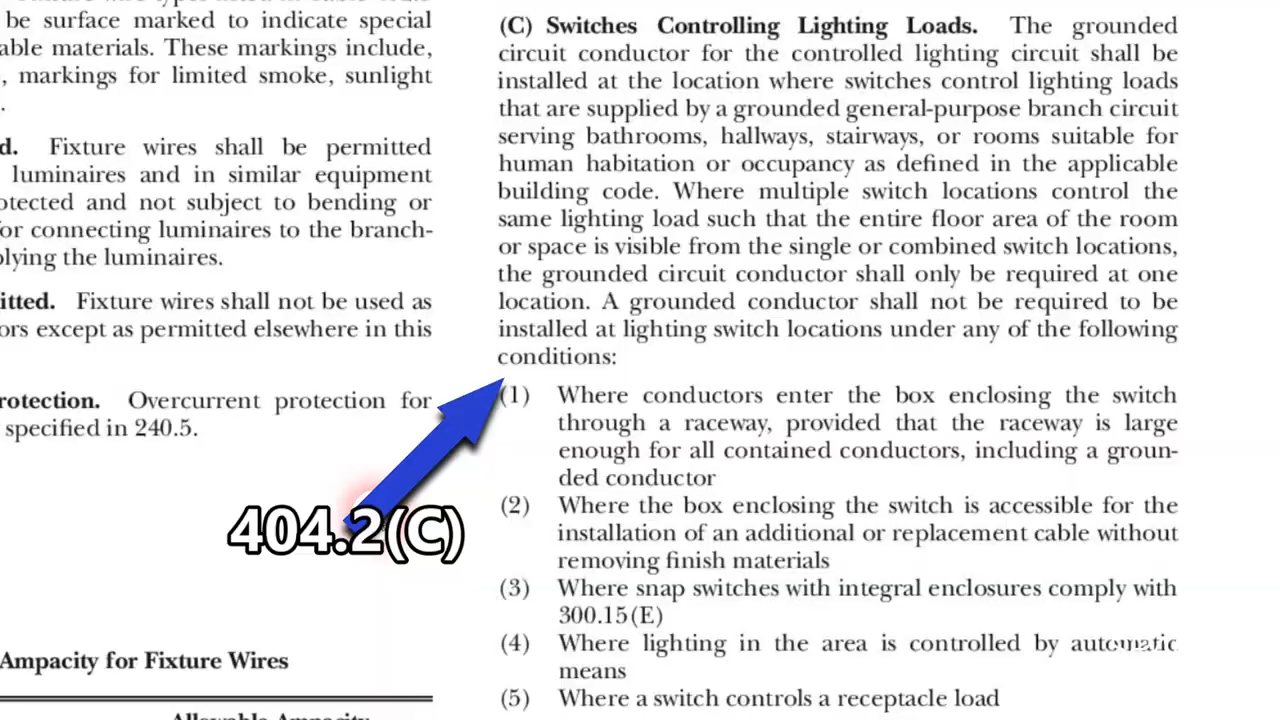 be surface marked to indicate special
able materials. These markings include,
, markings for limited smoke, sunlight
.
d. Fixture wires shall be permitted
luminaires and in similar equipment
otected and not subject to bending or
for connecting luminaires to the branch-
plying the luminaires.
itted. Fixture wires shall not be used as
ors except as permitted elsewhere in this
rotection. Overcurrent protection for
specified in 240.5.
404.2(C)
Ampacity for Fixture Wires
Allowable Ampacity
(C) Switches Controlling Lighting Loads. The grounded
circuit conductor for the controlled lighting circuit shall be
installed at the location where switches control lighting loads
that are supplied by a grounded general-purpose branch circuit
serving bathrooms, hallways, stairways, or rooms suitable for
human habitation or occupancy as defined in the applicable
building code. Where multiple switch locations control the
same lighting load such that the entire floor area of the room
or space is visible from the single or combined switch locations,
the grounded circuit conductor shall only be required at one
location. A grounded conductor shall not be required to be
installed at lighting switch locations under any of the following
conditions:
(1) Where conductors enter the box enclosing the switch
through a raceway, provided that the raceway is large
enough for all contained conductors, including a groun-
ded conductor
(2) Where the box enclosing the switch is accessible for the
installation of an additional or replacement cable without
removing finish materials
(3) Where snap switches with integral enclosures comply with
300.15(E)
(4) Where lighting in the area is controlled by automatic
means
(5) Where a switch controls a receptacle load